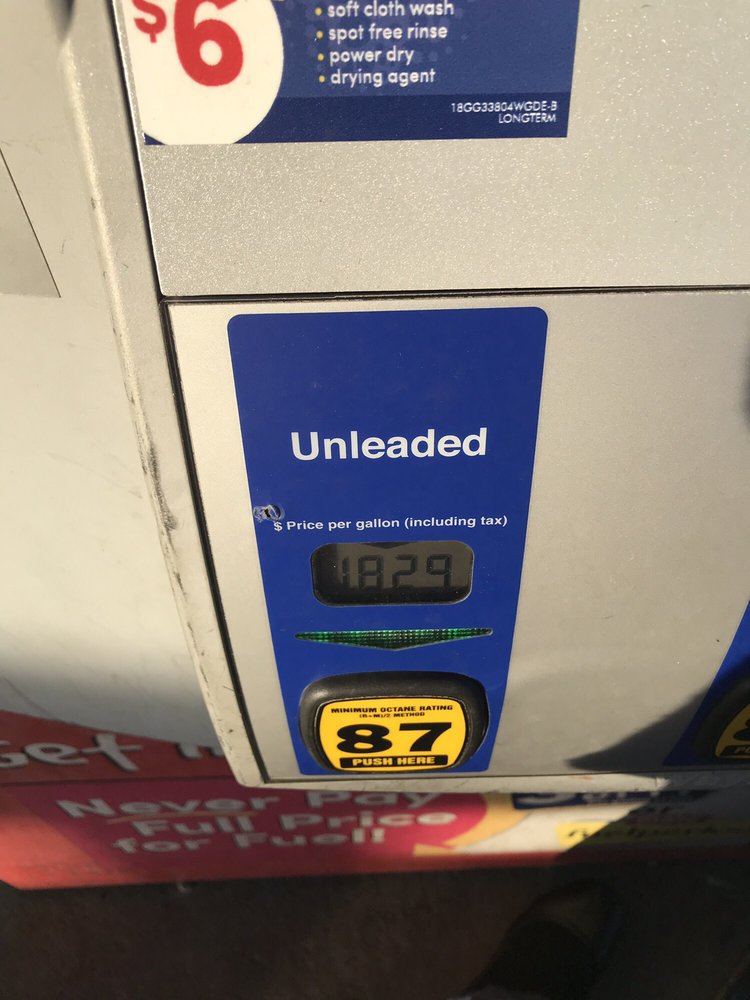 $6
• soft cloth wash
• spot free rinse
• power dry
• drying agent
18GG33804WGDE-B
LONGTERM
Unleaded
$ Price per gallon (including tax)
1829
MINIMUM OCTANE RATING
(R+M)/2 METHOD
87
PUSH HERE
Get
Never Pay
Full Price
for Fuel!